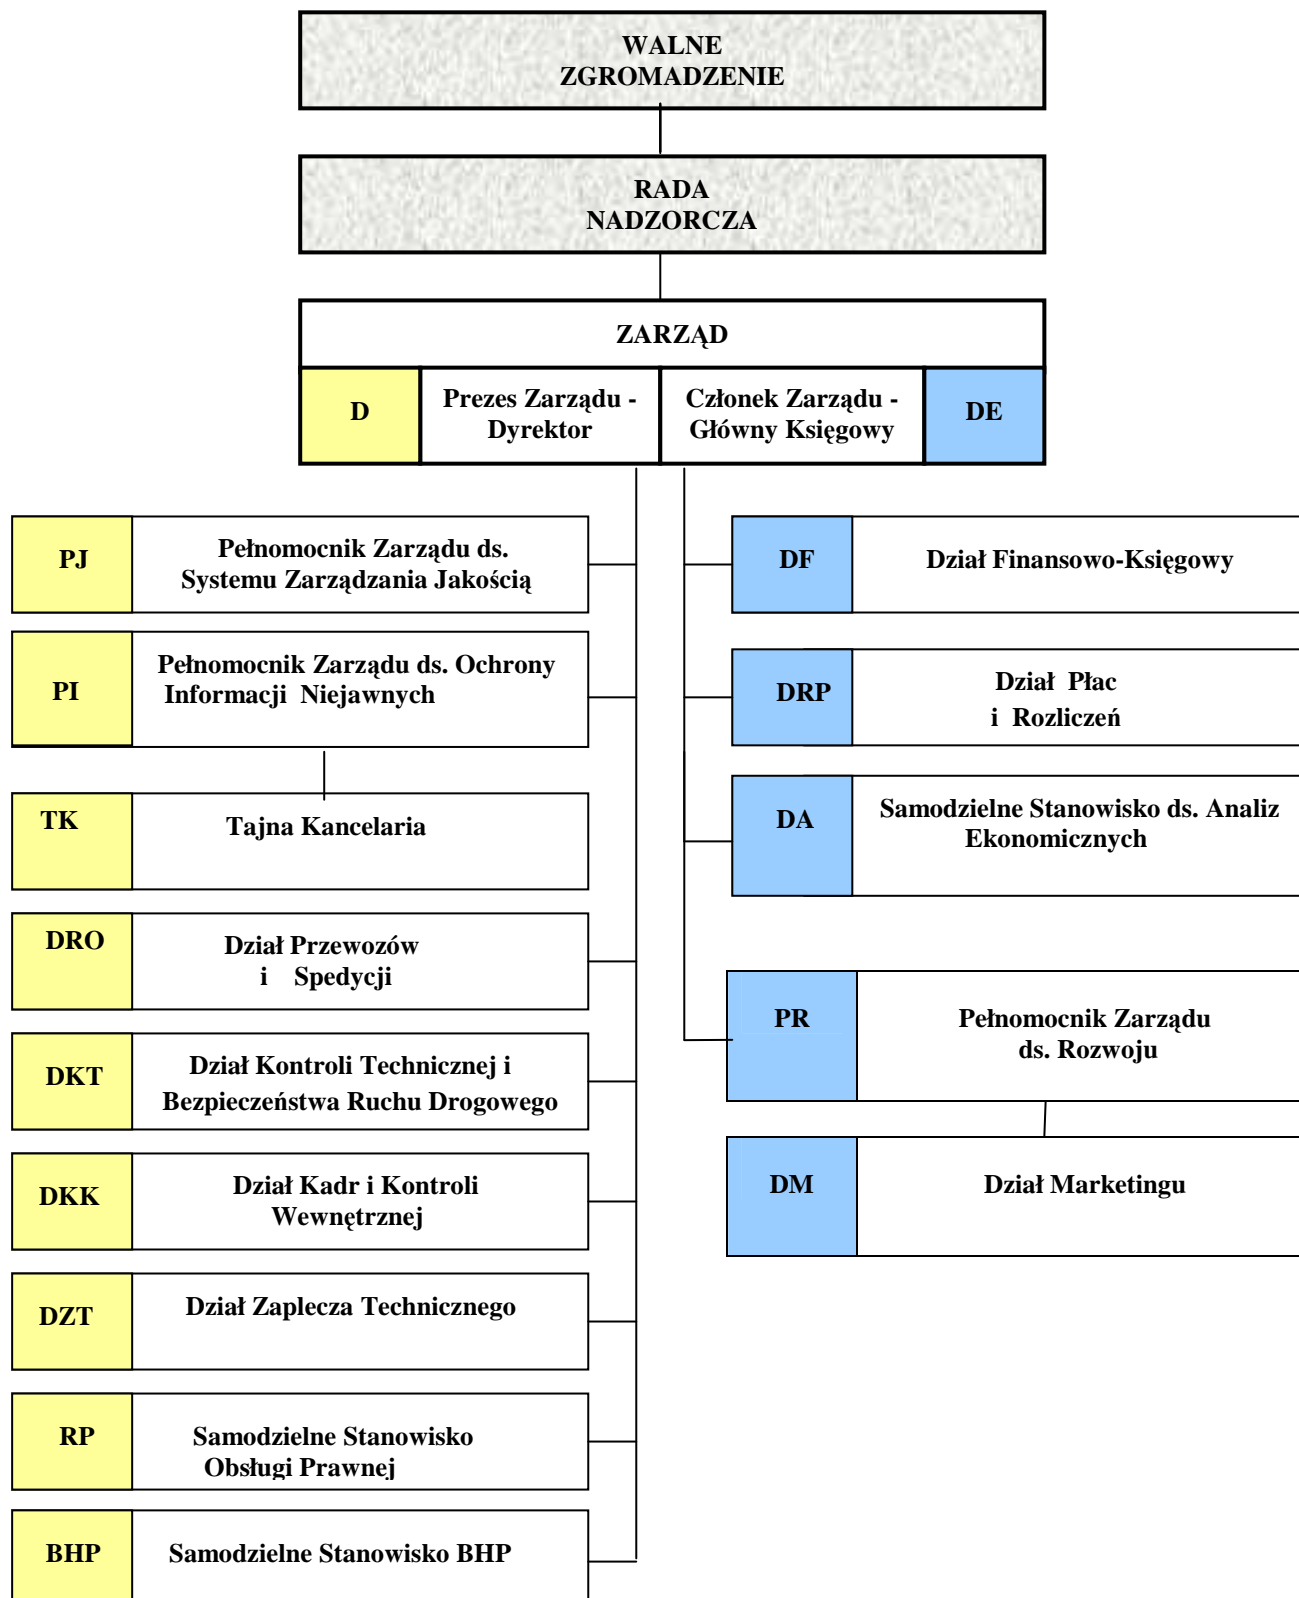 WALNE
ZGROMADZENIE
RADA
NADZORCZA
ZARZĄD
D
Prezes Zarządu -
Dyrektor
Członek Zarządu -
Główny Księgowy
DE
PJ
Pełnomocnik Zarządu ds.
Systemu Zarządzania Jakością
PI
Pełnomocnik Zarządu ds. Ochrony
Informacji Niejawnych
TK
Tajna Kancelaria
DRO
Dział Przewozów
i Spedycji
DKT
Dział Kontroli Technicznej i
Bezpieczeństwa Ruchu Drogowego
DKK
Dział Kadr i Kontroli
Wewnętrznej
DZT
Dział Zaplecza Technicznego
RP
Samodzielne Stanowisko
Obsługi Prawnej
BHP
Samodzielne Stanowisko BHP
DF
Dział Finansowo-Księgowy
DRP
Dział Płac
i Rozliczeń
DA
Samodzielne Stanowisko ds. Analiz
Ekonomicznych
PR
Pełnomocnik Zarządu
ds. Rozwoju
DM
Dział Marketingu